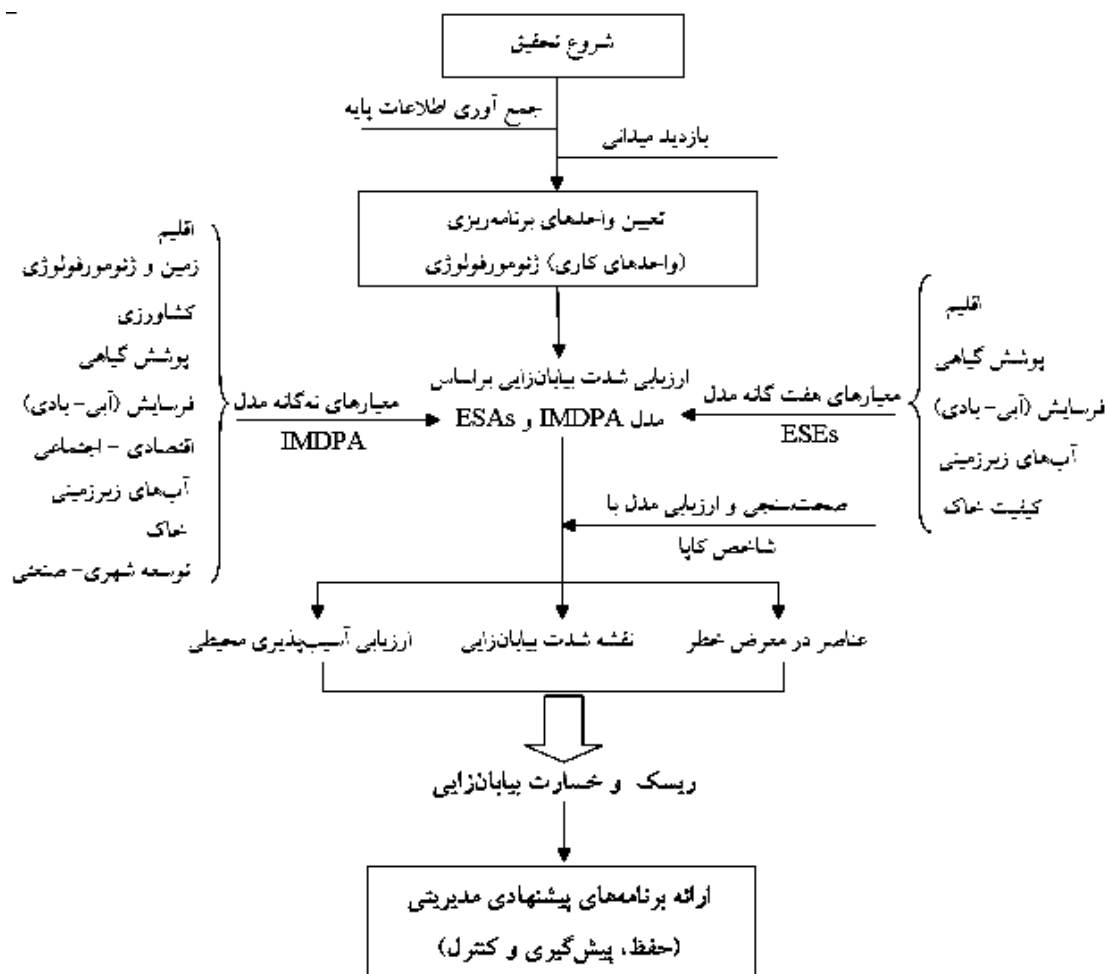 شروع تحقیق
جمع آوری اطلاعات پایه
بازدید میدانی
تعیین واحدهای برنامه‌ریزی
(واحدهای کاری) ژئومورفولوژی
اقلیم
زمین و ژئومورفولوژی
کشاورزی
پوشش گیاهی
فرسایش (آبی- بادی)
اقتصادی - اجتماعی
آب‌های زیرزمینی
خاک
توسعه شهری- صنعتی
معیارهای نه‌گانه مدل
IMDPA
ارزیابی شدت بیابان‌زایی براساس
مدل IMDPA و ESAs
معیارهای هفت گانه مدل
ESEs
اقلیم
پوشش گیاهی
فرسایش (آبی- بادی)
آب‌های زیرزمینی
کیفیت خاک
صحت‌سنجی و ارزیابی مدل با
شاخص کاپا
عناصر در معرض خطر
نقشه شدت بیابان‌زایی
ارزیابی آسیب‌پذیری محیطی
ریسک و خسارت بیابان‌زایی
ارائه برنامه‌های پیشنهادی مدیریتی
(حفظ، پیش‌گیری و کنترل)